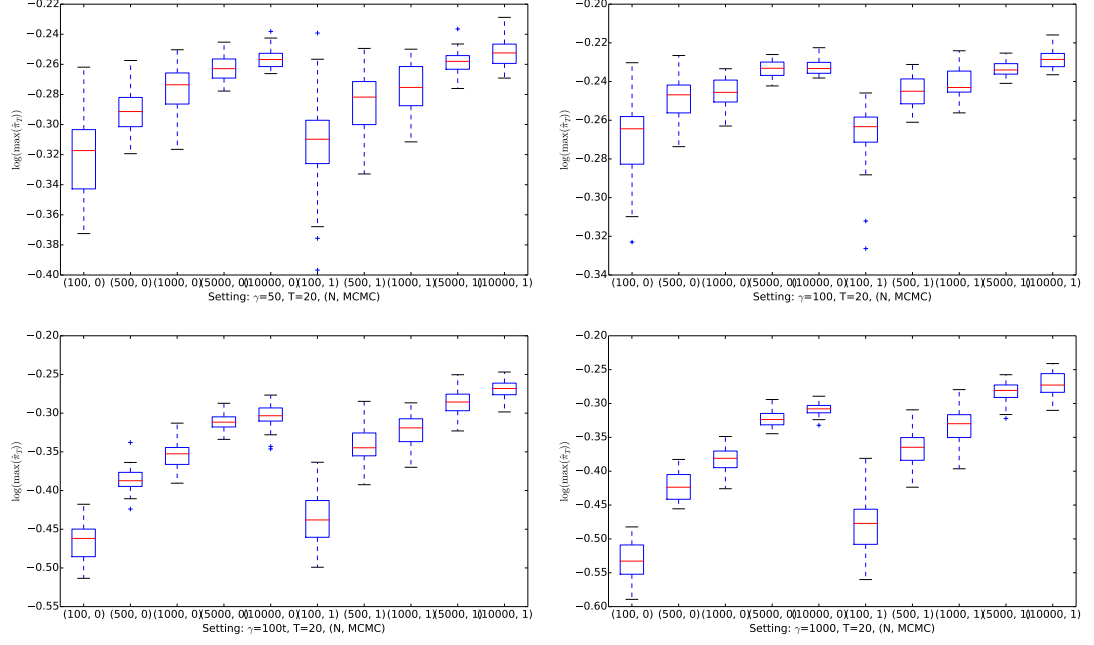 −0.22
−0.24
−0.26
−0.28
−0.30
−0.32
−0.34
−0.36
−0.38
−0.40
log(max(π̂_T))
(100, 0) (500, 0) (1000, 0) (5000, 0) (10000, 0) (100, 1) (500, 1) (1000, 1) (5000, 1) (10000, 1)
Setting: γ=50, T=20, (N, MCMC)
−0.20
−0.22
−0.24
−0.26
−0.28
−0.30
−0.32
−0.34
log(max(π̂_T))
(100, 0) (500, 0) (1000, 0) (5000, 0) (10000, 0) (100, 1) (500, 1) (1000, 1) (5000, 1) (10000, 1)
Setting: γ=100, T=20, (N, MCMC)
−0.20
−0.25
−0.30
−0.35
−0.40
−0.45
−0.50
−0.55
log(max(π̂_T))
(100, 0) (500, 0) (1000, 0) (5000, 0) (10000, 0) (100, 1) (500, 1) (1000, 1) (5000, 1) (10000, 1)
Setting: γ=100t, T=20, (N, MCMC)
−0.20
−0.25
−0.30
−0.35
−0.40
−0.45
−0.50
−0.55
−0.60
log(max(π̂_T))
(100, 0) (500, 0) (1000, 0) (5000, 0) (10000, 0) (100, 1) (500, 1) (1000, 1) (5000, 1) (10000, 1)
Setting: γ=1000, T=20, (N, MCMC)